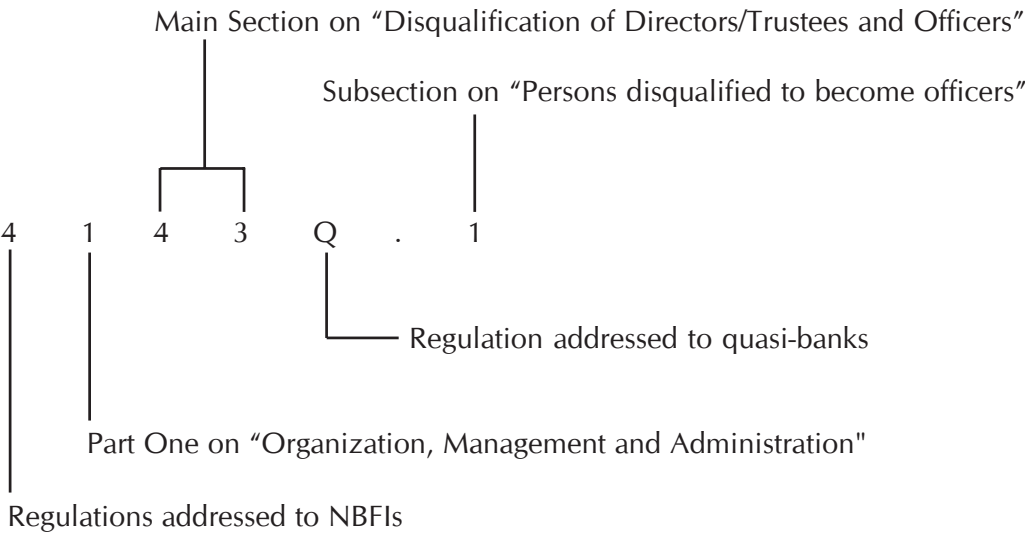 Main Section on “Disqualification of Directors/Trustees and Officers”
Subsection on “Persons disqualified to become officers”
4 1 4 3 Q . 1
Regulation addressed to quasi-banks
Part One on “Organization, Management and Administration"
Regulations addressed to NBFIs